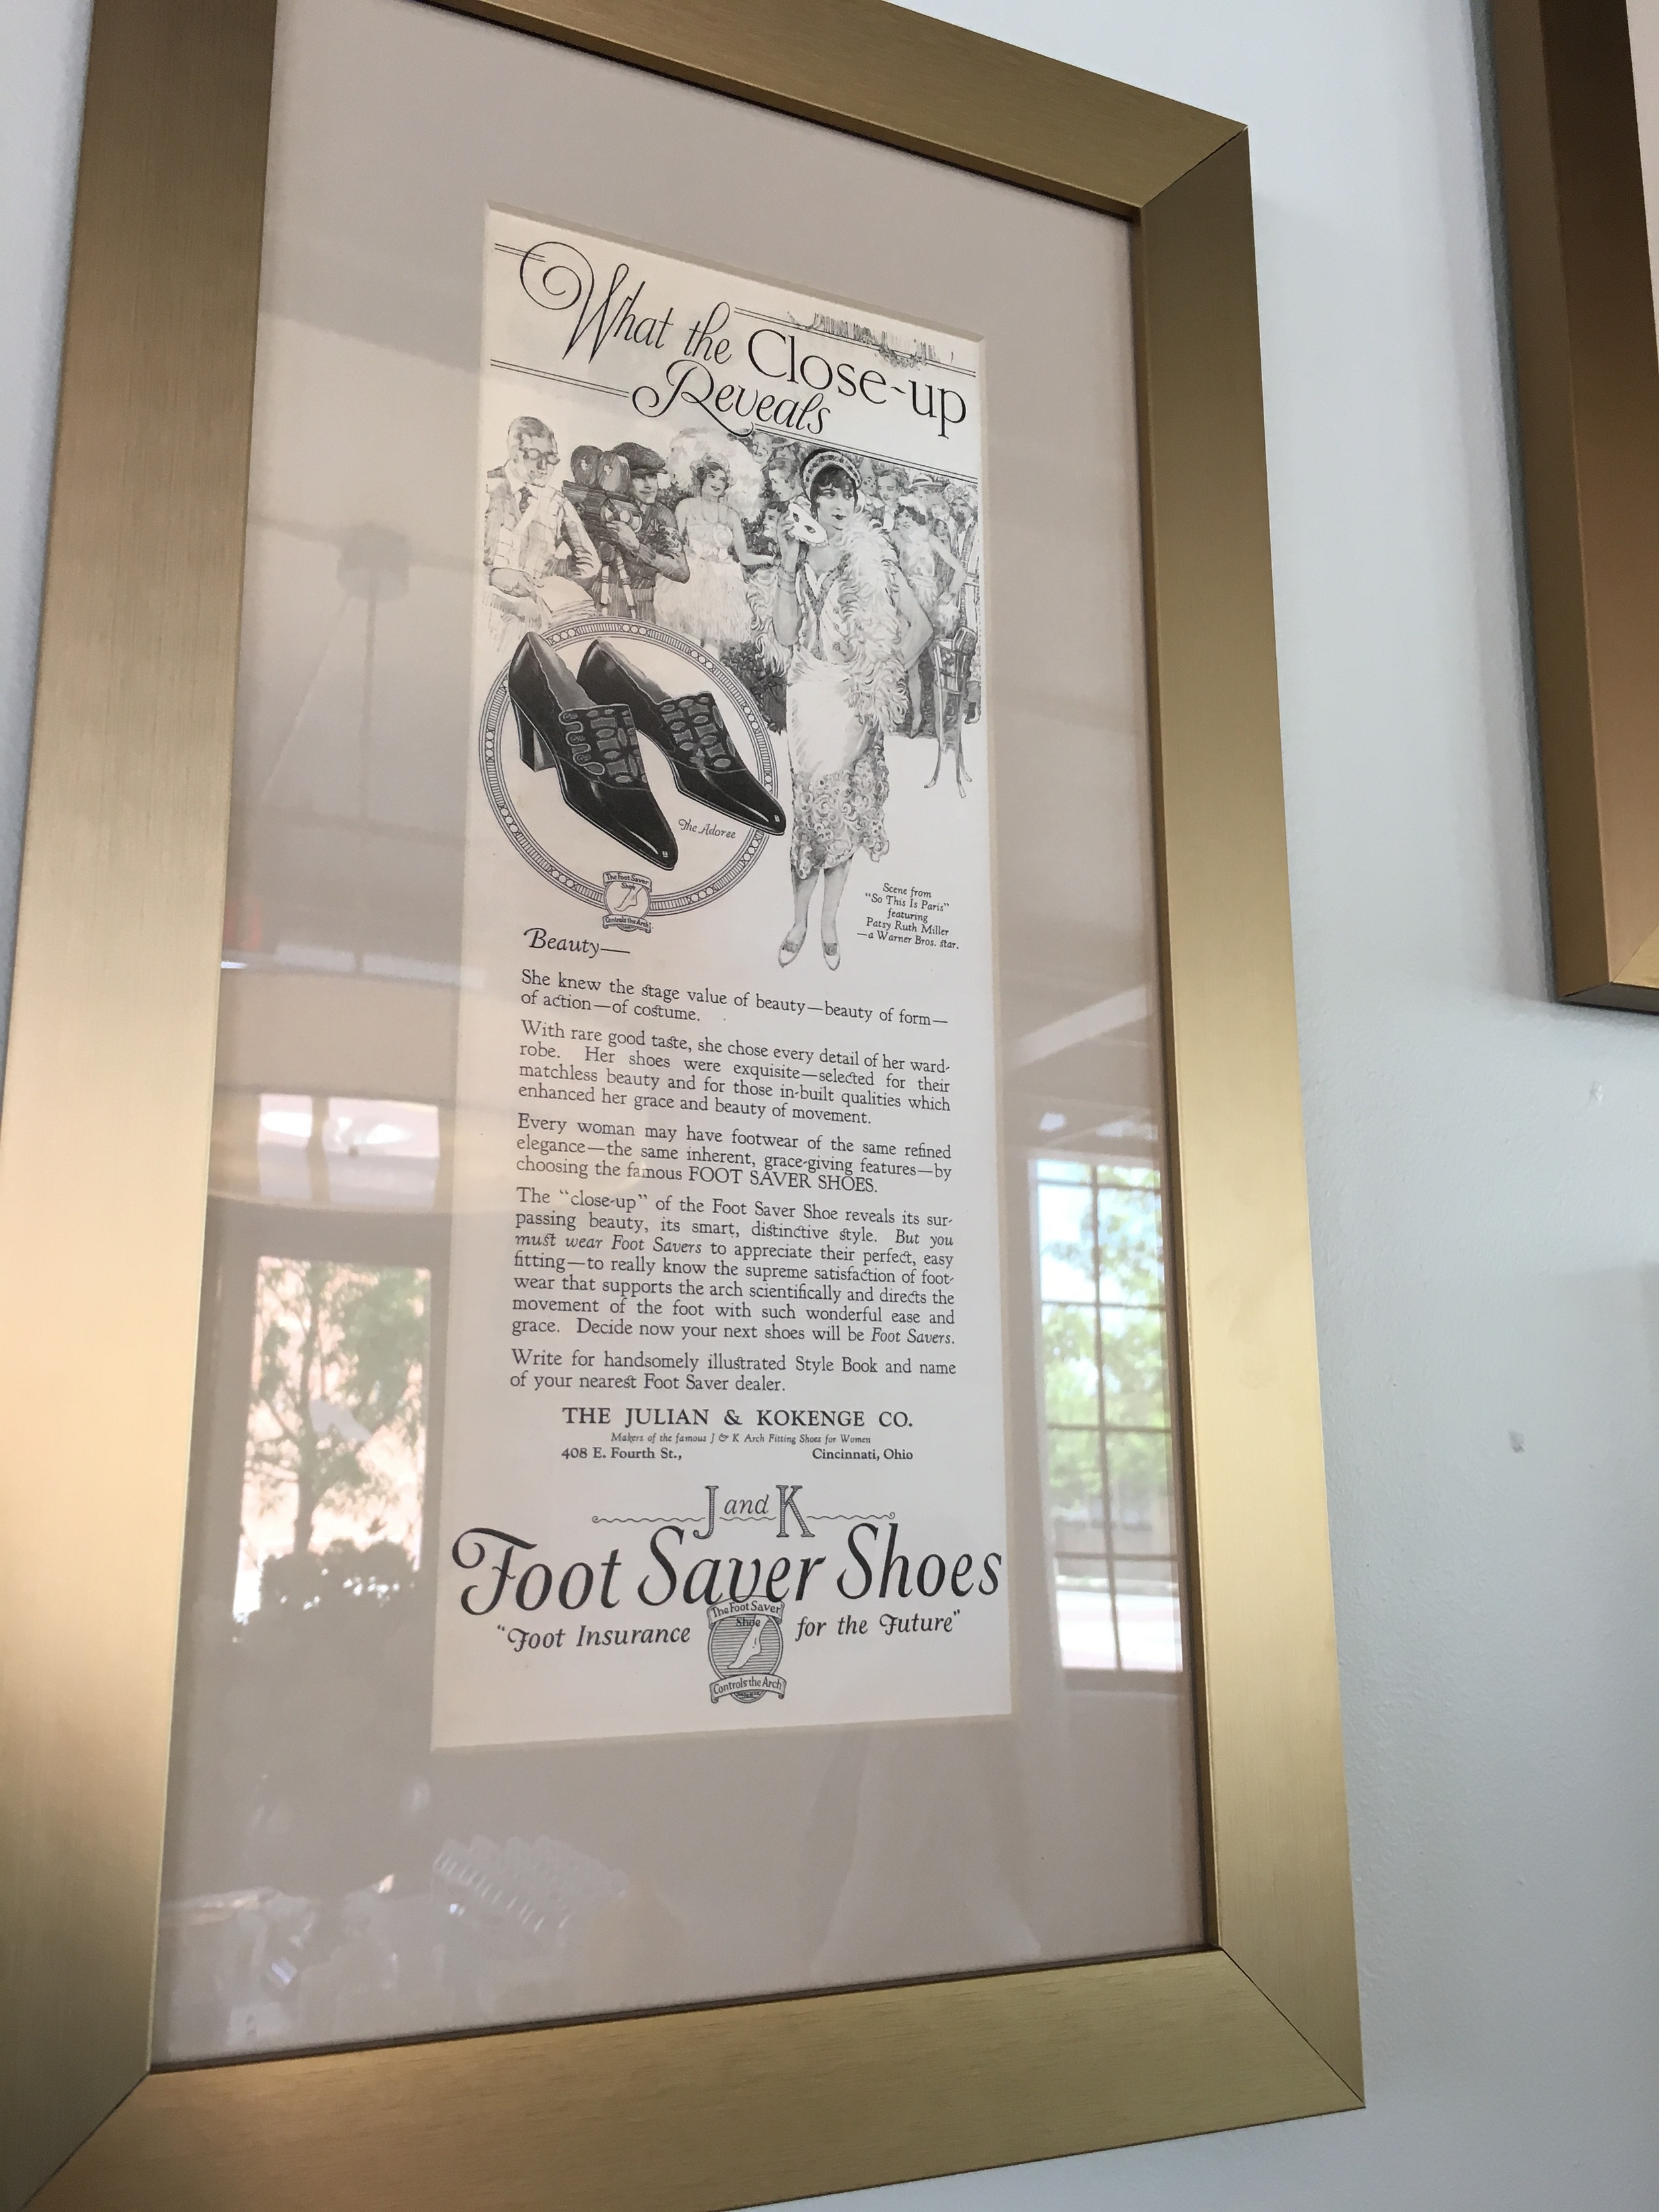 What the Close-up
Reveals
The Adoree
The Foot Saver
Shoe
Controls the Arch
Scene from
"So This Is Paris"
featuring
Patsy Ruth Miller
—a Warner Bros. star.
Beauty—
She knew the stage value of beauty—beauty of form—
of action—of costume.
With rare good taste, she chose every detail of her ward-
robe. Her shoes were exquisite—selected for their
matchless beauty and for those in-built qualities which
enhanced her grace and beauty of movement.
Every woman may have footwear of the same refined
elegance—the same inherent, grace-giving features—by
choosing the famous FOOT SAVER SHOES.
The "close-up" of the Foot Saver Shoe reveals its sur-
passing beauty, its smart, distinctive style. But you
must wear Foot Savers to appreciate their perfect, easy
fitting—to really know the supreme satisfaction of foot-
wear that supports the arch scientifically and directs the
movement of the foot with such wonderful ease and
grace. Decide now your next shoes will be Foot Savers.
Write for handsomely illustrated Style Book and name
of your nearest Foot Saver dealer.
THE JULIAN & KOKENGE CO.
Makers of the famous J & K Arch Fitting Shoes for Women
408 E. Fourth St., Cincinnati, Ohio
J and K
Foot Saver Shoes
"Foot Insurance for the Future"
The Foot Saver
Shoe
Controls the Arch